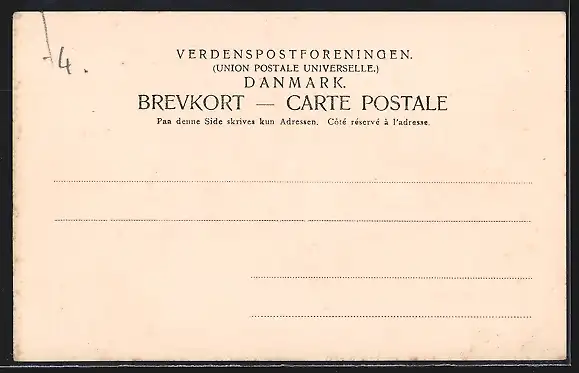 4.
VERDENSPOSTFORENINGEN.
(UNION POSTALE UNIVERSELLE.)
DANMARK.
BREVKORT — CARTE POSTALE
Paa denne Side skrives kun Adressen. Côté réservé à l'adresse.